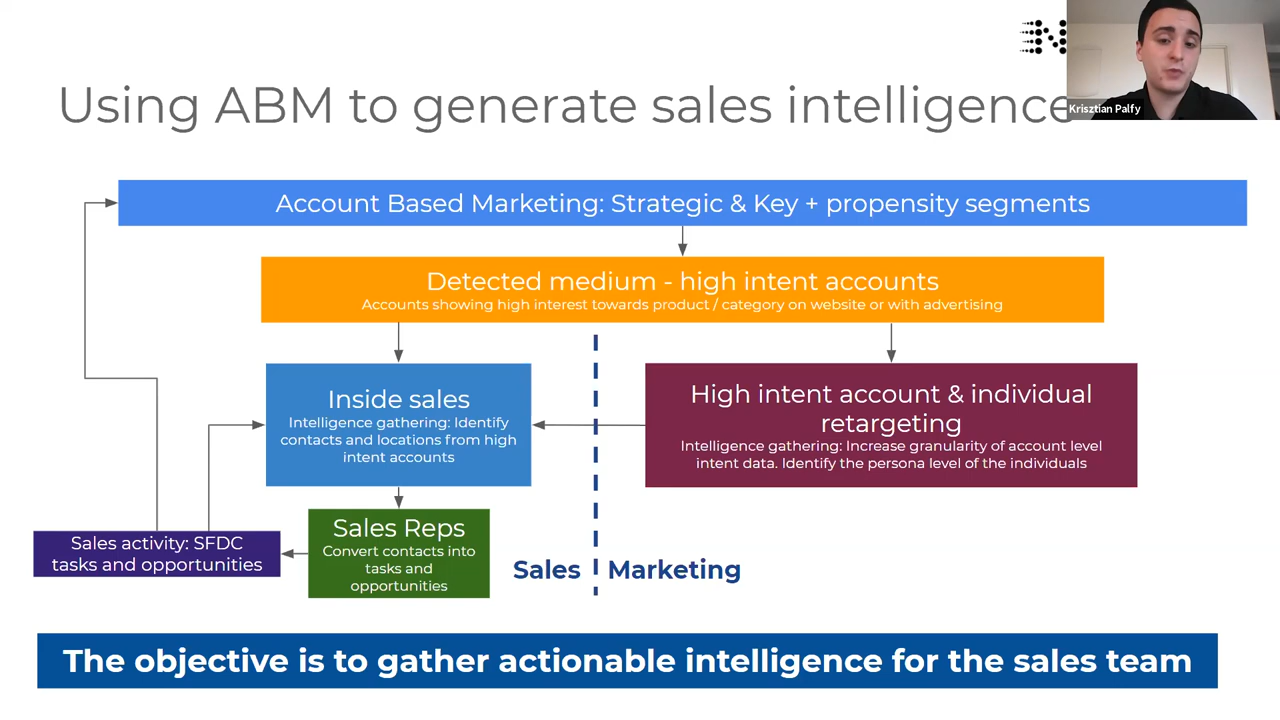 Using ABM to generate sales intelligence
Krisztian Palfy
Account Based Marketing: Strategic & Key + propensity segments
Detected medium - high intent accounts
Accounts showing high interest towards product / category on website or with advertising
Inside sales
Intelligence gathering: Identify
contacts and locations from high
intent accounts
High intent account & individual
retargeting
Intelligence gathering: Increase granularity of account level
intent data. Identify the persona level of the individuals
Sales Reps
Convert contacts into
tasks and
opportunities
Sales activity: SFDC
tasks and opportunities
Sales
Marketing
The objective is to gather actionable intelligence for the sales team